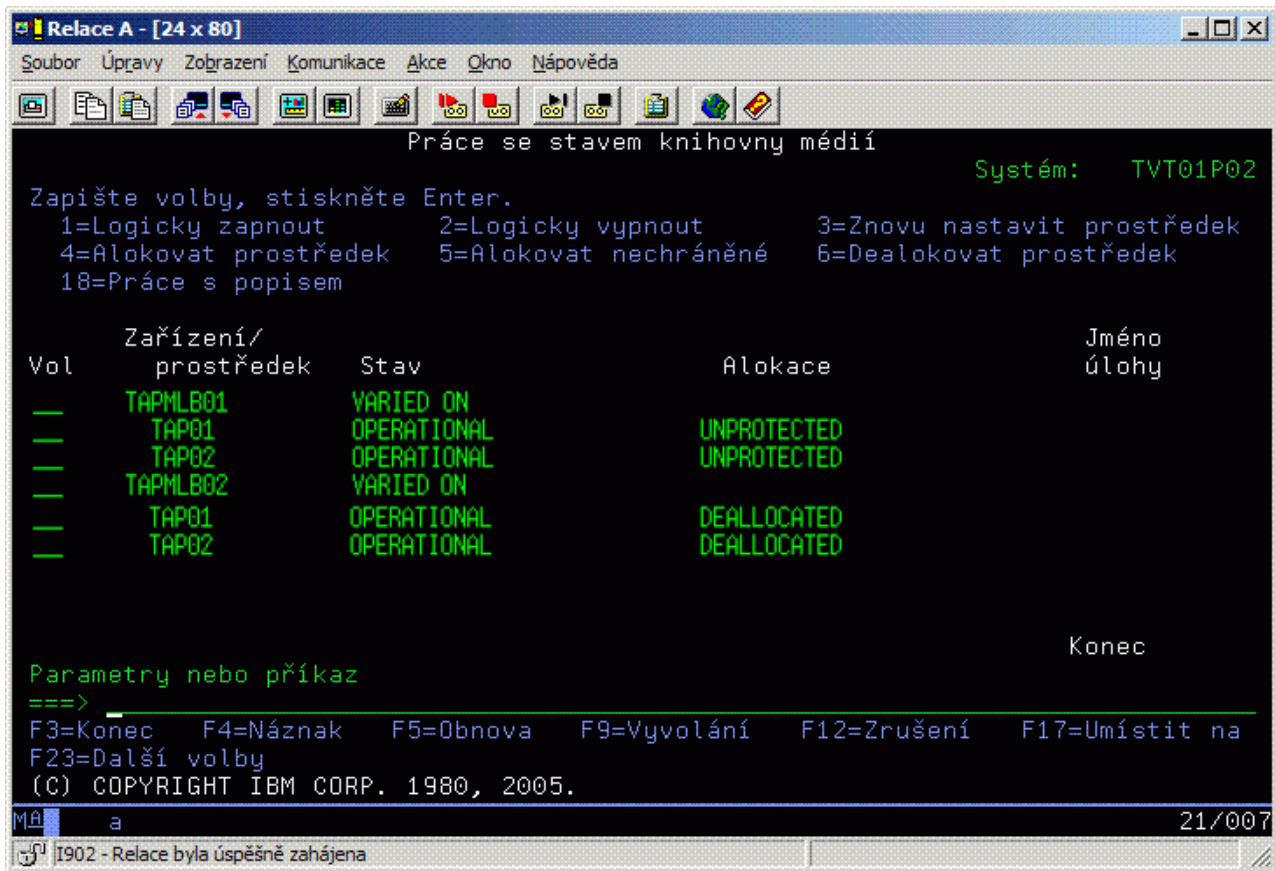 Relace A - [24 x 80]
Soubor Úpravy Zobrazení Komunikace Akce Okno Nápověda
Práce se stavem knihovny médií
Systém: TVT01P02
Zapište volby, stiskněte Enter.
1=Logicky zapnout 2=Logicky vypnout 3=Znovu nastavit prostředek
4=Alokovat prostředek 5=Alokovat nechráněné 6=Dealokovat prostředek
18=Práce s popisem
Zařízení/ Jméno
Vol prostředek Stav Alokace úlohy
TAPMLB01 VARIED ON
TAP01 OPERATIONAL UNPROTECTED
TAP02 OPERATIONAL UNPROTECTED
TAPMLB02 VARIED ON
TAP01 OPERATIONAL DEALLOCATED
TAP02 OPERATIONAL DEALLOCATED
Konec
Parametry nebo příkaz
===>
F3=Konec F4=Náznak F5=Obnova F9=Vyvolání F12=Zrušení F17=Umístit na
F23=Další volby
(C) COPYRIGHT IBM CORP. 1980, 2005.
MA a 21/007
I902 - Relace byla úspěšně zahájena